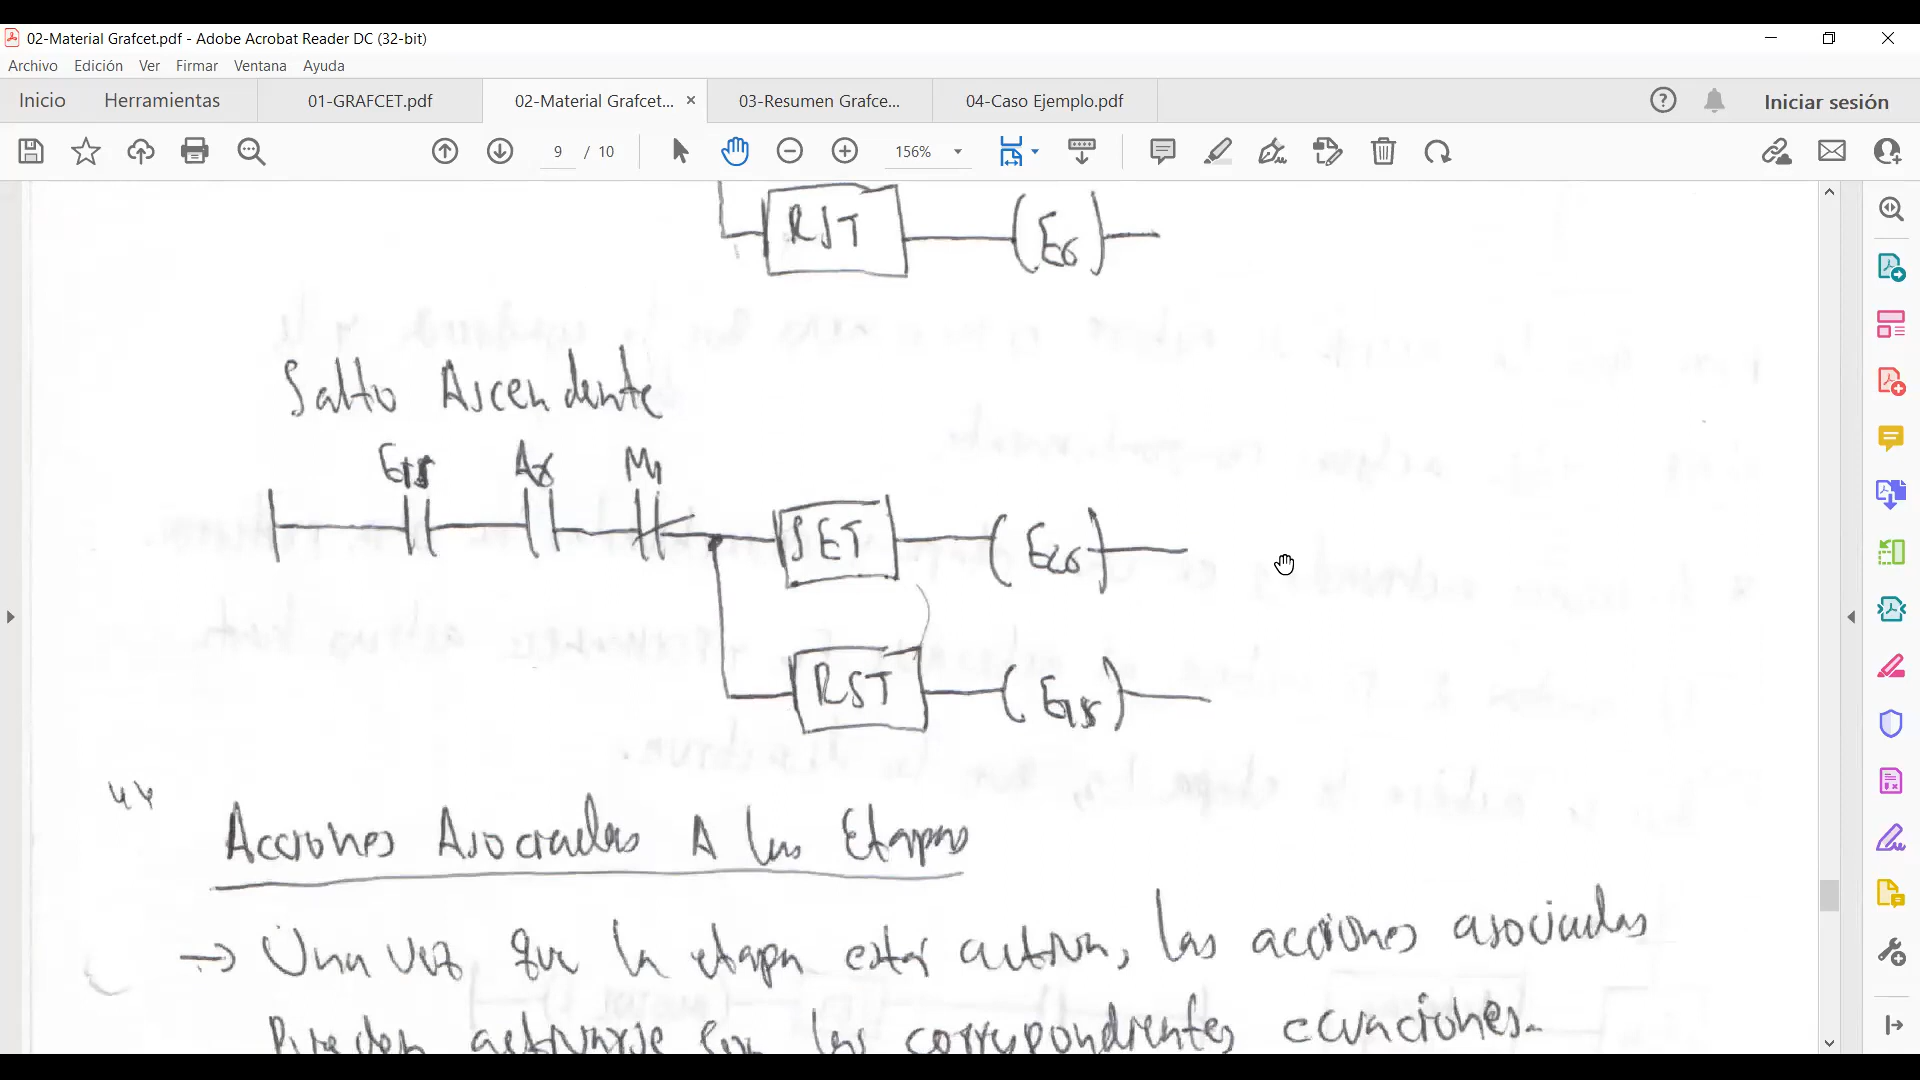 02-Material Grafcet.pdf - Adobe Acrobat Reader DC (32-bit)
Archivo Edición Ver Firmar Ventana Ayuda
Inicio Herramientas 01-GRAFCET.pdf 02-Material Grafcet... × 03-Resumen Grafce... 04-Caso Ejemplo.pdf Iniciar sesión
9 / 10 156%
RST (E6)
Salto Ascendente
E18 M1
SET (E26)
RST (E18)
Acciones Asociadas A las Etapas
→ Una vez que la etapa está activa, las acciones asociadas
Pueden activarse con las correspondientes ecuaciones.